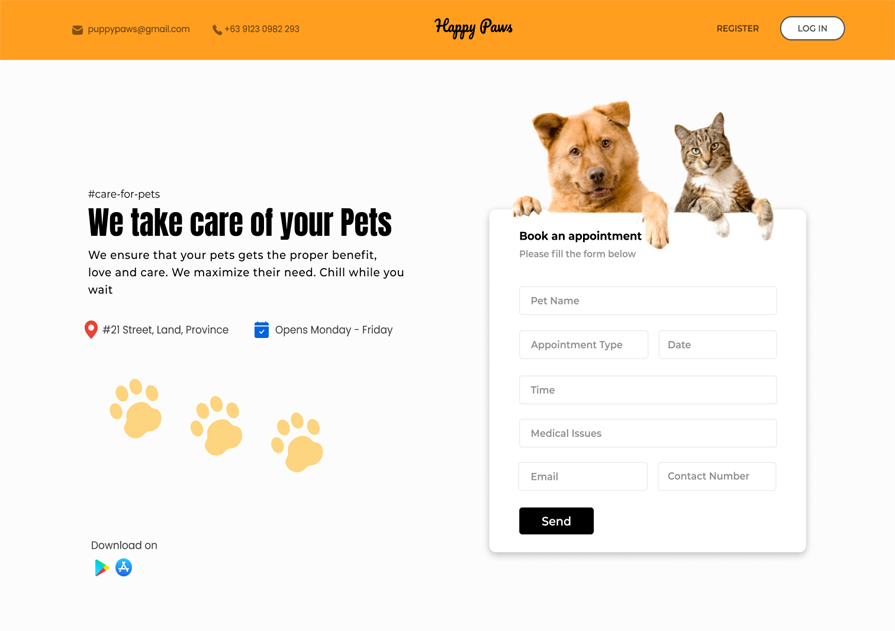 puppypaws@gmail.com
+63 9123 0982 293
Happy Paws
REGISTER
LOG IN
#care-for-pets
We take care of your Pets
We ensure that your pets gets the proper benefit,
love and care. We maximize their need. Chill while you
wait
#21 Street, Land, Province
Opens Monday - Friday
Download on
Book an appointment
Please fill the form below
Pet Name
Appointment Type
Date
Time
Medical Issues
Email
Contact Number
Send